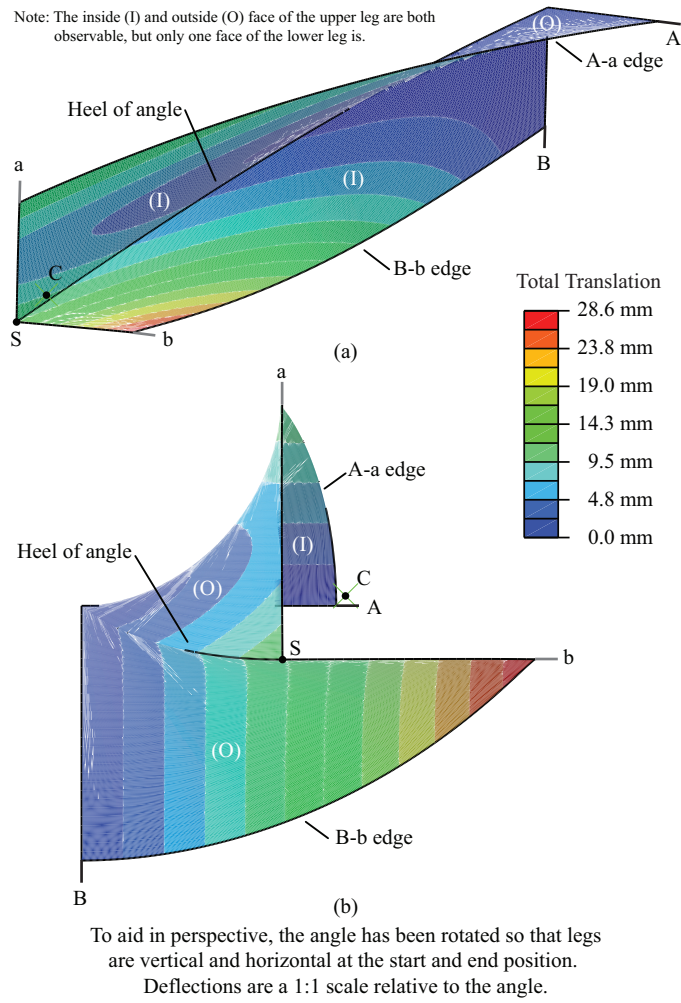 Note: The inside (I) and outside (O) face of the upper leg are both
observable, but only one face of the lower leg is.
(O)
A
A-a edge
Heel of angle
a
B
(I)
(I)
C
B-b edge
S
b
(a)
Total Translation
28.6 mm
23.8 mm
19.0 mm
14.3 mm
9.5 mm
4.8 mm
0.0 mm
a
A-a edge
Heel of angle
(I)
(O)
C
A
S
b
(O)
B-b edge
B
(b)
To aid in perspective, the angle has been rotated so that legs
are vertical and horizontal at the start and end position.
Deflections are a 1:1 scale relative to the angle.